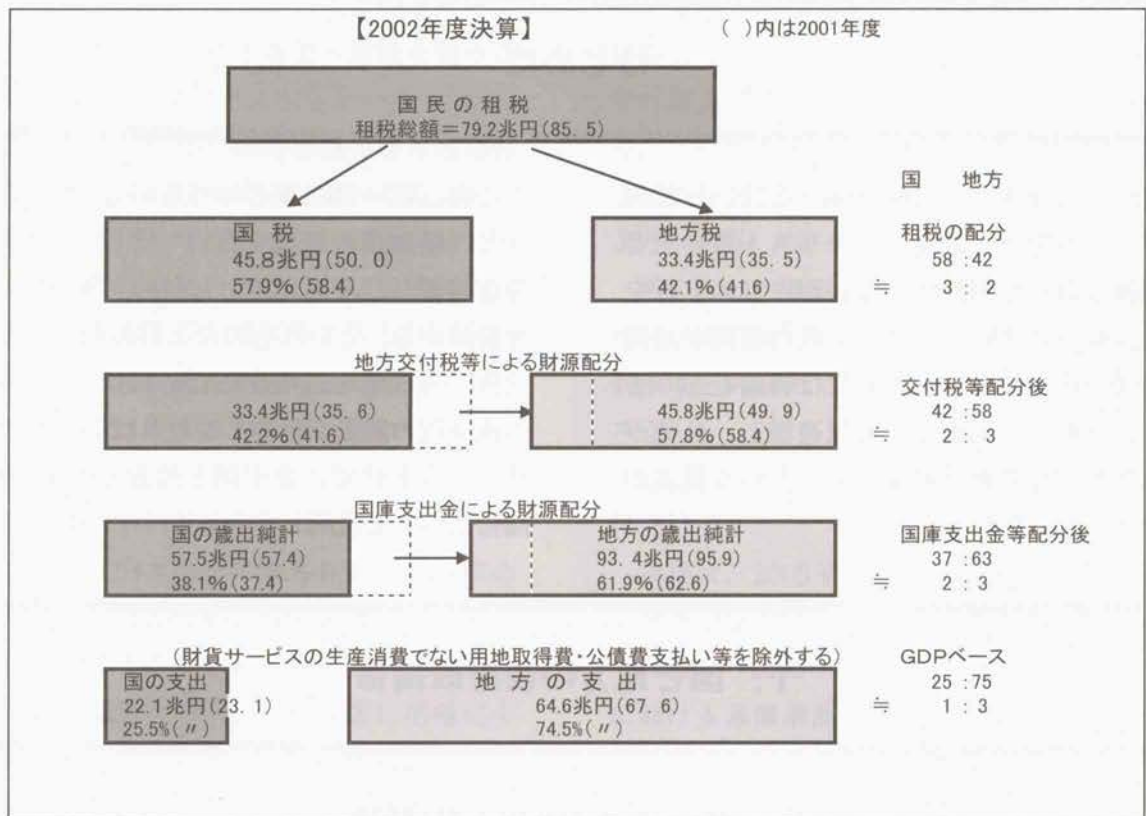 【2002年度決算】 ( )内は2001年度
国民の租税
租税総額＝79.2兆円(85. 5)
国 地方
国 税
45.8兆円(50. 0)
57.9%(58.4)
地方税
33.4兆円(35. 5)
42.1%(41.6)
租税の配分
58 :42
≒ 3 : 2
地方交付税等による財源配分
33.4兆円(35. 6)
42.2%(41.6)
45.8兆円(49. 9)
57.8%(58.4)
交付税等配分後
42 :58
≒ 2 : 3
国庫支出金による財源配分
国の歳出純計
57.5兆円(57.4)
38.1%(37.4)
地方の歳出純計
93. 4兆円(95.9)
61.9%(62.6)
国庫支出金等配分後
37 :63
≒ 2 : 3
(財貨サービスの生産消費でない用地取得費・公債費支払い等を除外する)
国の支出
22.1兆円(23. 1)
25.5%(〃)
地 方 の 支 出
64.6兆円(67. 6)
74.5%(〃)
GDPベース
25 :75
≒ 1 : 3